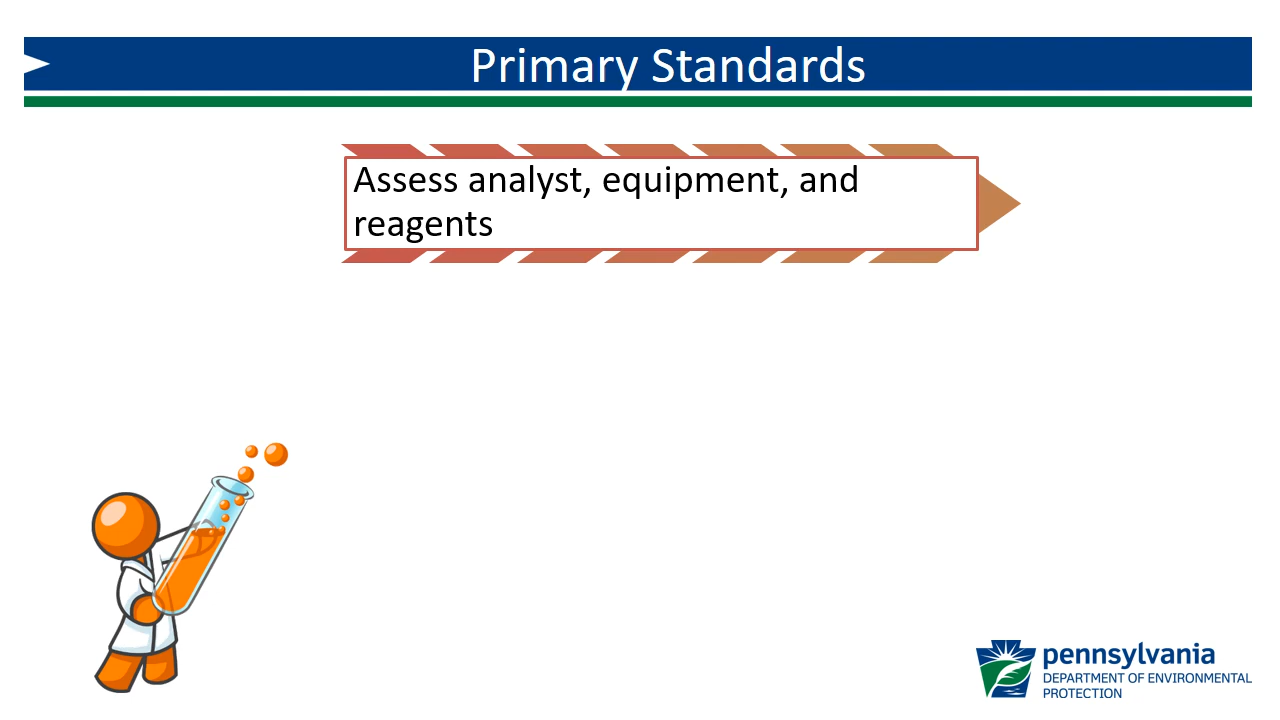 Primary Standards
Assess analyst, equipment, and
reagents
pennsylvania
DEPARTMENT OF ENVIRONMENTAL
PROTECTION